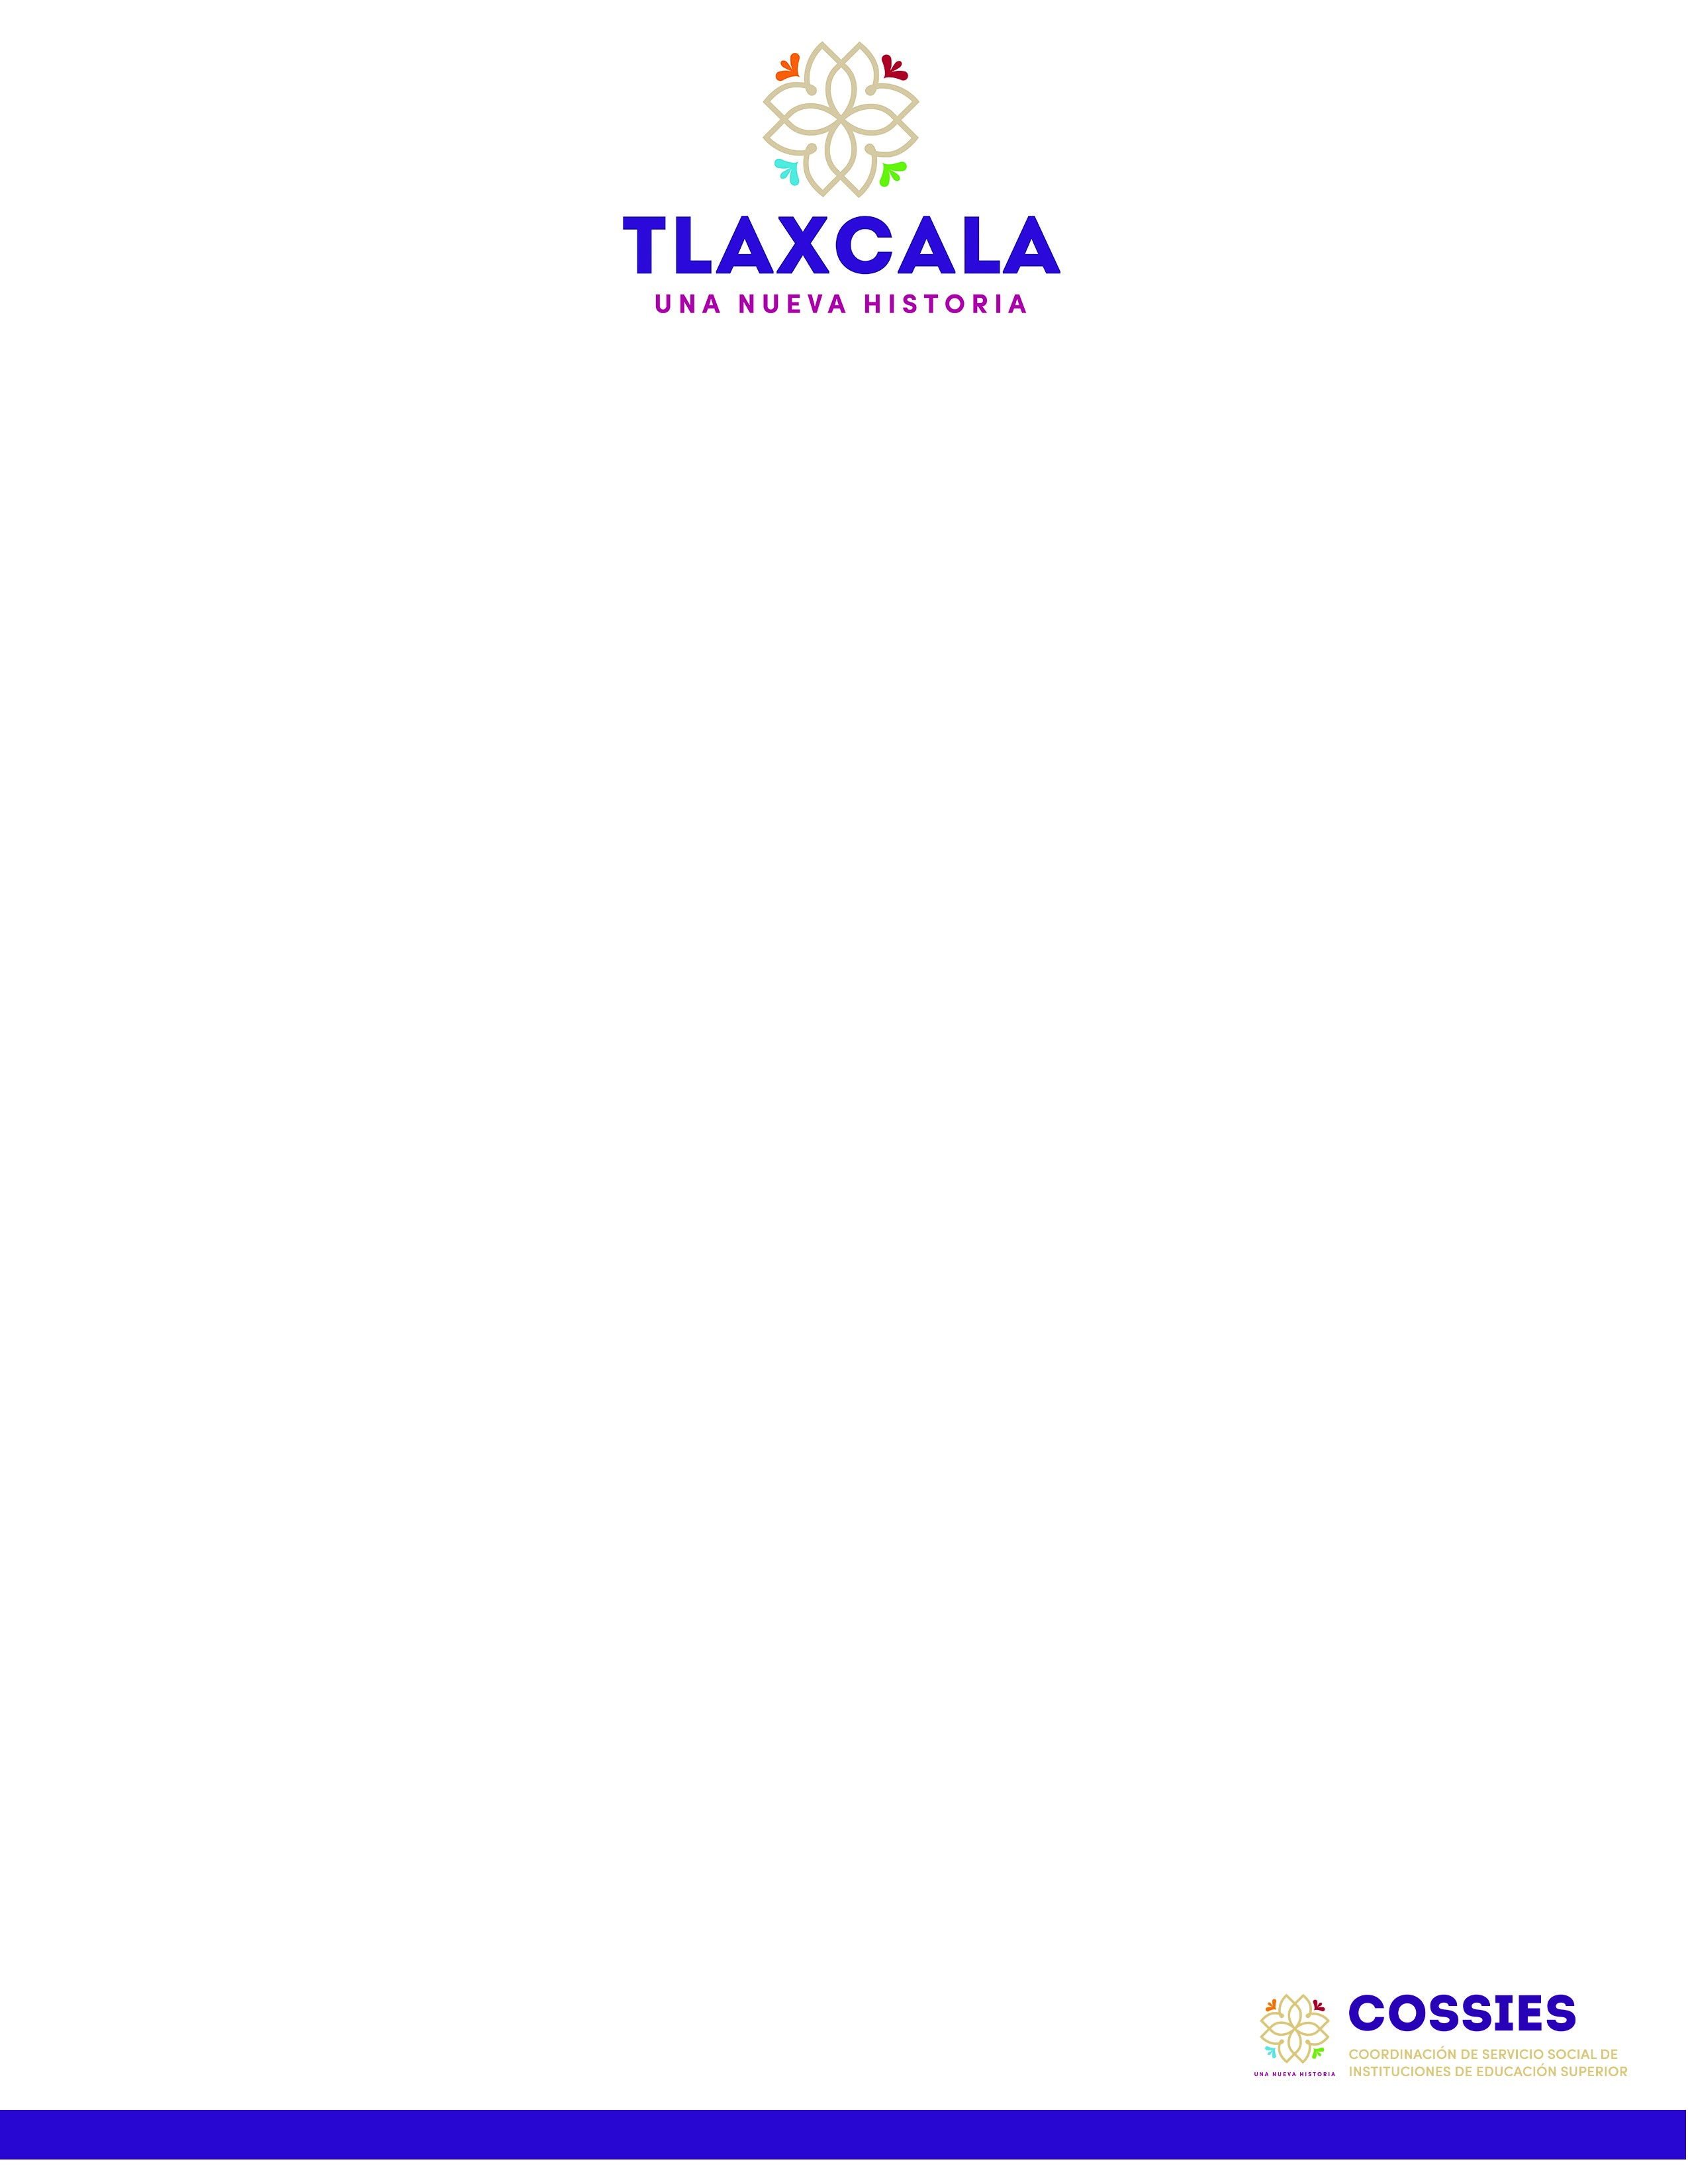 TLAXCALA
UNA NUEVA HISTORIA
COSSIES
COORDINACIÓN DE SERVICIO SOCIAL DE
INSTITUCIONES DE EDUCACIÓN SUPERIOR
UNA NUEVA HISTORIA